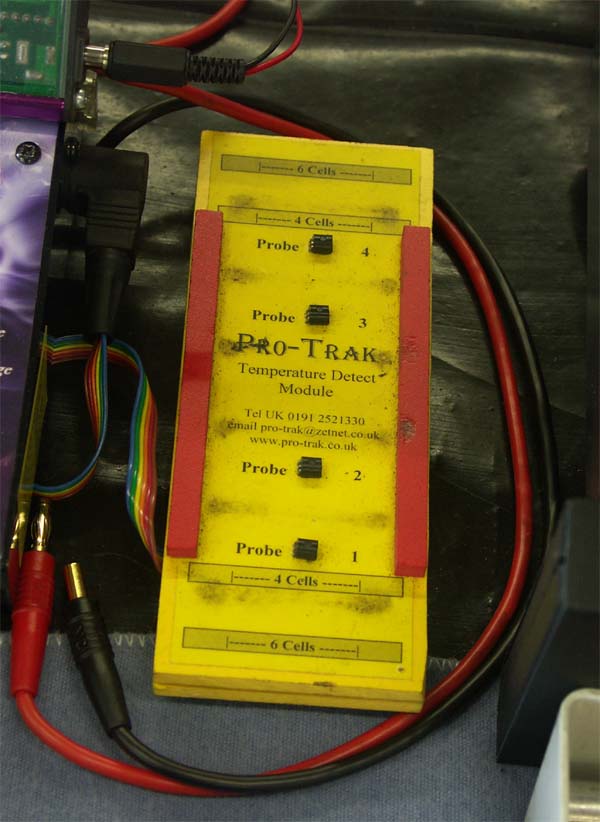 |------- 6 Cells -------|
|------- 4 Cells -------|
Probe 4
Probe 3
PRO-TRAK
Temperature Detect
Module
Tel UK 0191 2521330
email pro-trak@zetnet.co.uk
www.pro-trak.co.uk
Probe 2
Probe 1
|------- 4 Cells -------|
|------- 6 Cells -------|